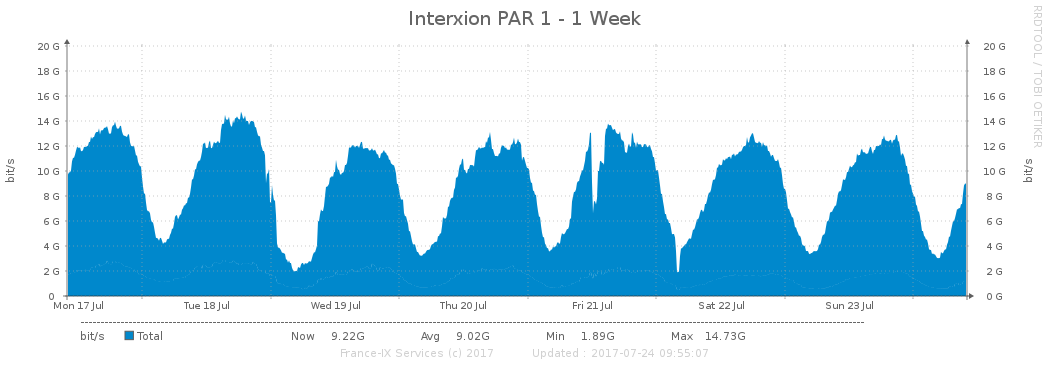 Interxion PAR 1 - 1 Week
RRDTOOL / TOBI OETIKER
20 G 20 G
18 G 18 G
16 G 16 G
14 G 14 G
12 G 12 G
10 G 10 G
8 G 8 G
6 G 6 G
4 G 4 G
2 G 2 G
0 0 G
bit/s
bit/s
Mon 17 Jul Tue 18 Jul Wed 19 Jul Thu 20 Jul Fri 21 Jul Sat 22 Jul Sun 23 Jul
bit/s Total Now 9.22G Avg 9.02G Min 1.89G Max 14.73G
France-IX Services (c) 2017 Updated : 2017-07-24 09:55:07